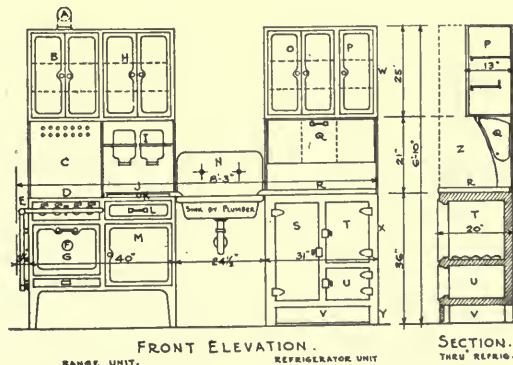 A
B
H
O
P
W
25"
P
13"
C
I
Q
21"
6'-10"
Z
Q
N
8'-3"
D
J
K
R
R
E
L
SINK BY PLUMBER
F
G
M
S
T
X
T
20"
40"
24½"
31"
36"
U
U
V
Y
V
FRONT ELEVATION.
SECTION.
RANGE UNIT.
REFRIGERATOR UNIT
THRU' REFRIG.